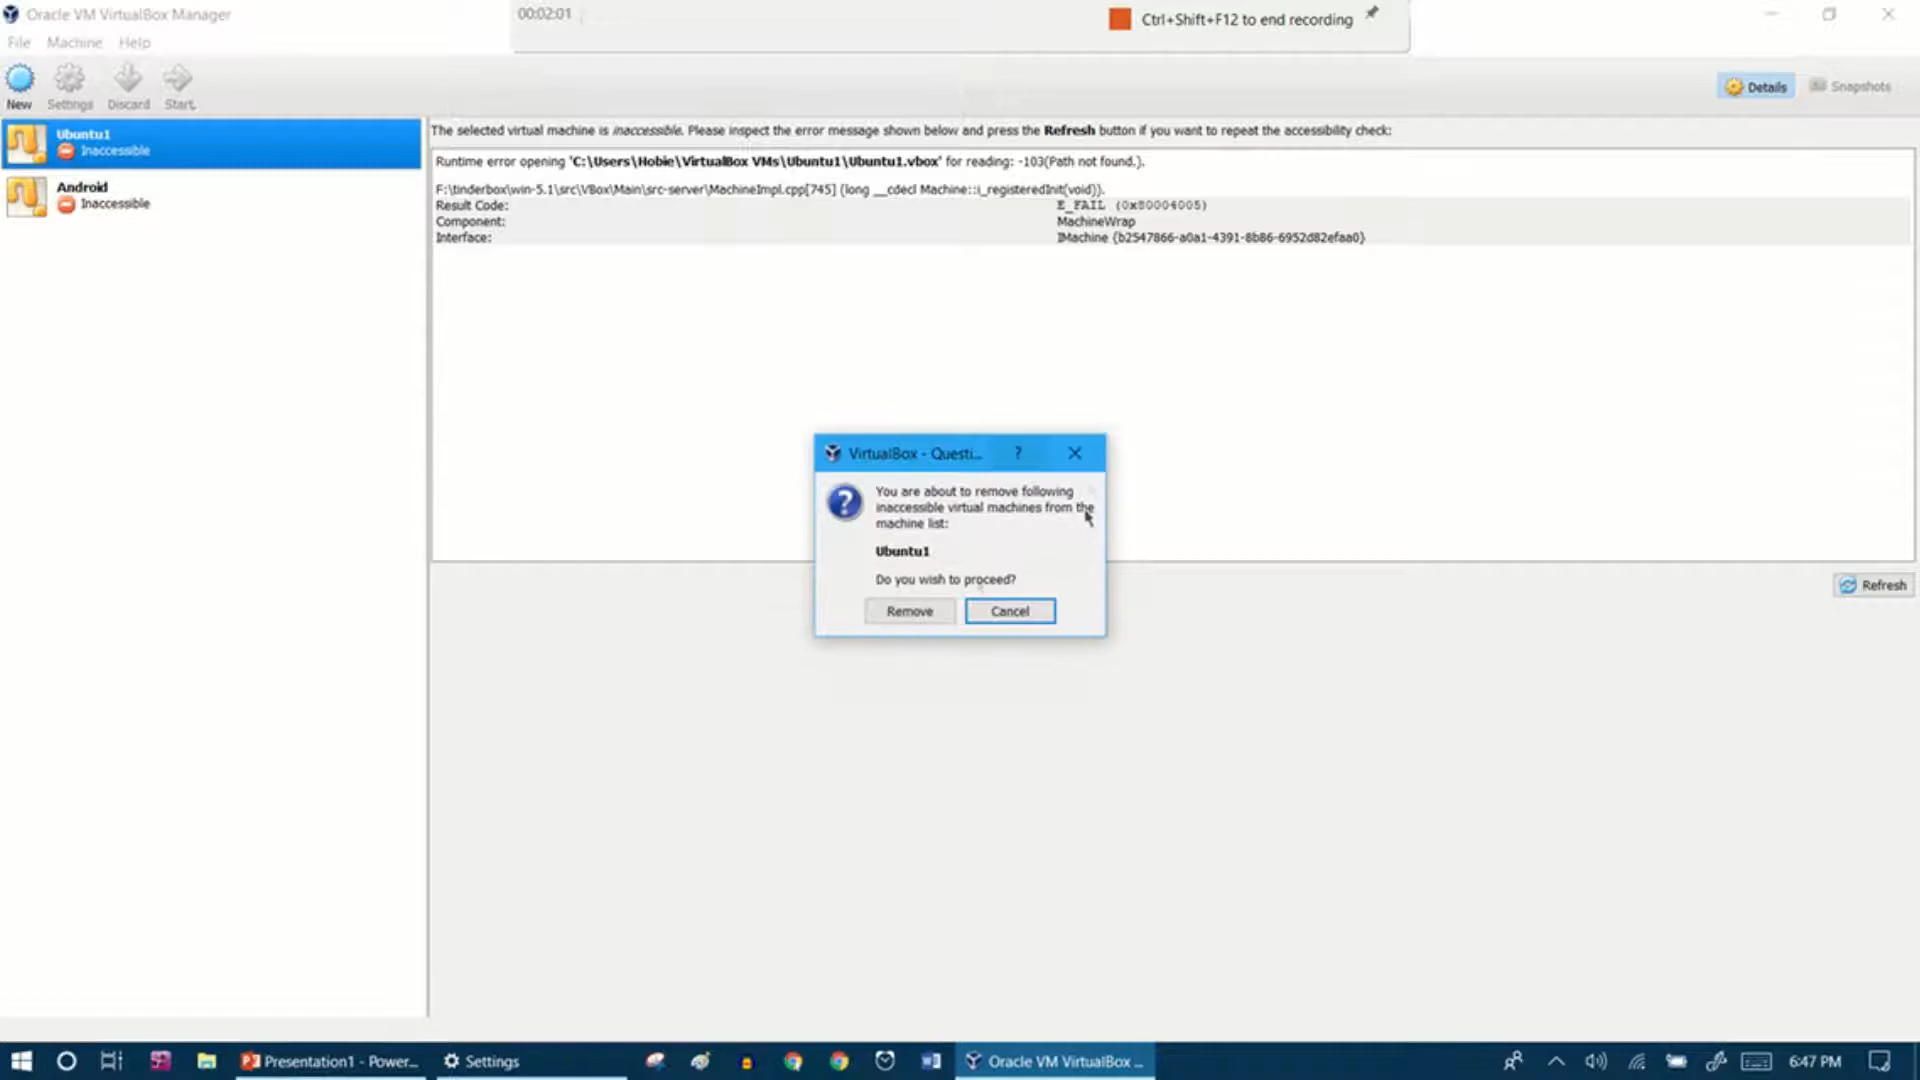 Oracle VM VirtualBox Manager
00:02:01
Ctrl+Shift+F12 to end recording
File Machine Help
New Settings Discard Start
Details Snapshots
Ubuntu1
Inaccessible
Android
Inaccessible
The selected virtual machine is inaccessible. Please inspect the error message shown below and press the Refresh button if you want to repeat the accessibility check:
Runtime error opening 'C:\Users\Hobie\VirtualBox VMs\Ubuntu1\Ubuntu1.vbox' for reading: -103(Path not found.).
F:\tinderbox\win-5.1\src\VBox\Main\src-server\MachineImpl.cpp[745] (long __cdecl Machine::i_registeredInit(void)).
Result Code: E_FAIL (0x80004005)
Component: MachineWrap
Interface: IMachine {b2547866-a0a1-4391-8b86-6952d82efaa0}
VirtualBox - Questi... ?
You are about to remove following
inaccessible virtual machines from the
machine list:
Ubuntu1
Do you wish to proceed?
Remove Cancel
Refresh
Presentation1 - Power... Settings Oracle VM VirtualBox ... 6:47 PM